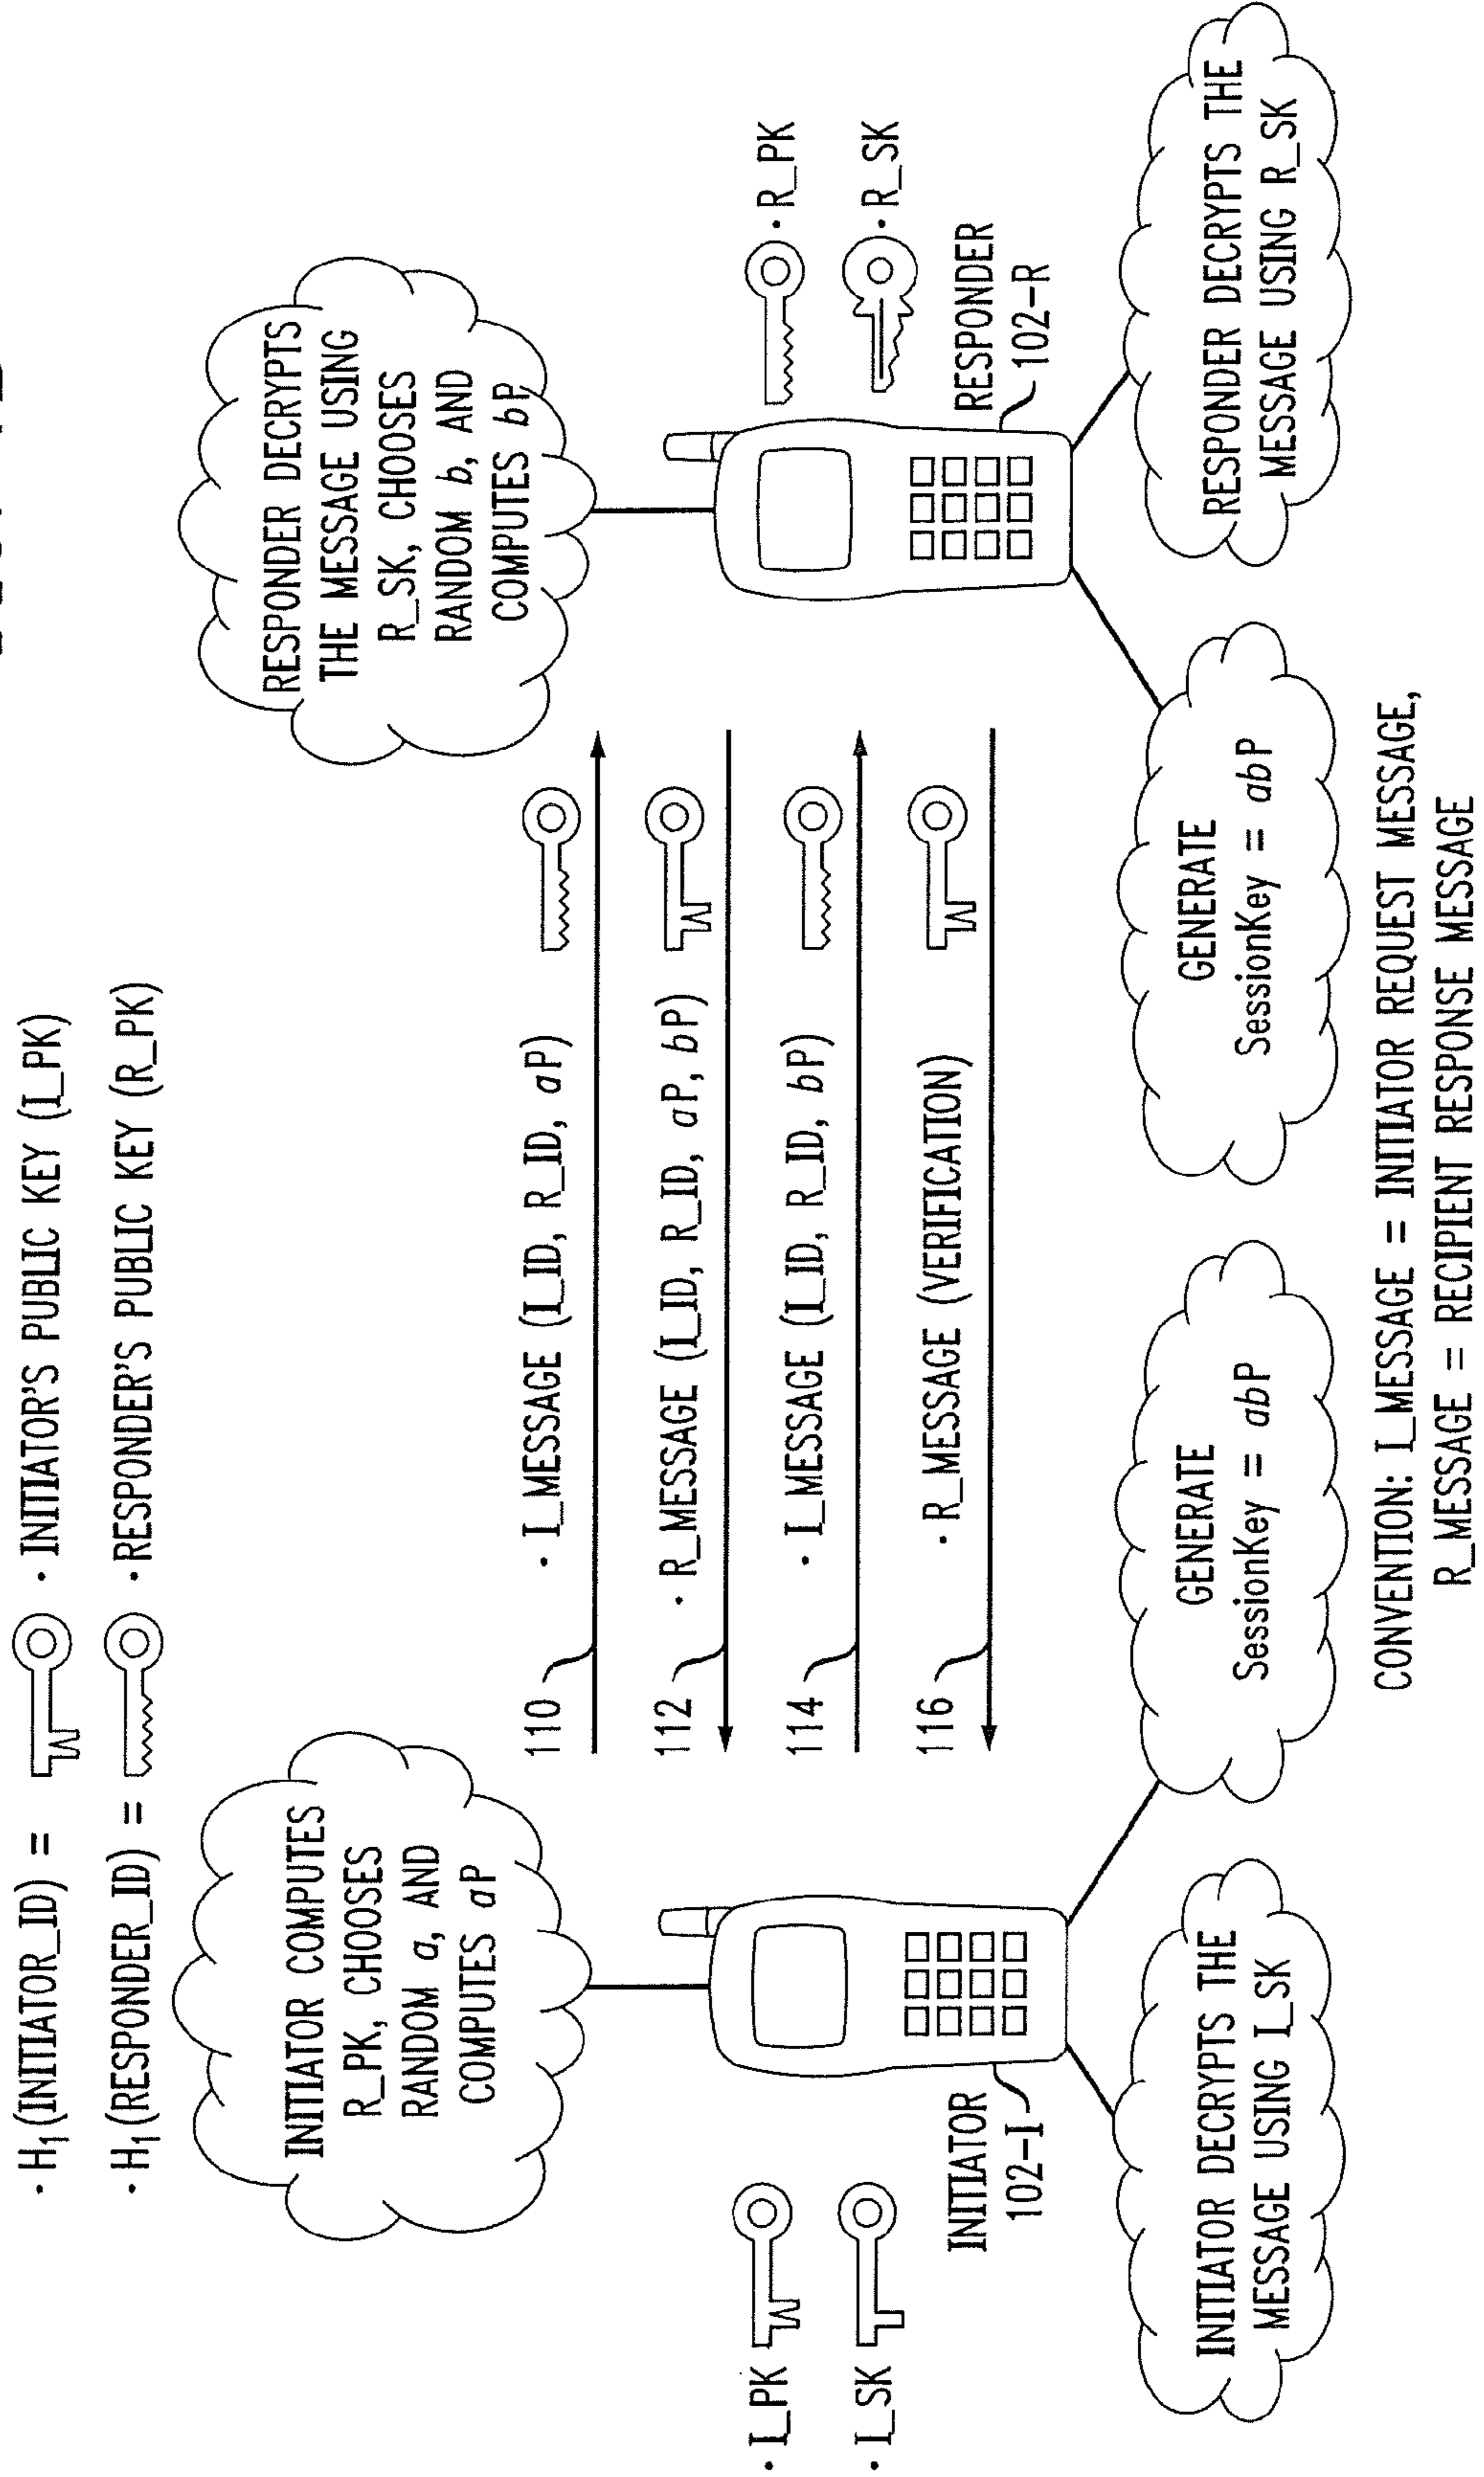 · H1(INITIATOR_ID) = · INITIATOR'S PUBLIC KEY (I_PK)
· H1(RESPONDER_ID) = · RESPONDER'S PUBLIC KEY (R_PK)
INITIATOR COMPUTES
R_PK, CHOOSES
RANDOM a, AND
COMPUTES aP
RESPONDER DECRYPTS
THE MESSAGE USING
R_SK, CHOOSES
RANDOM b, AND
COMPUTES bP
110
· I_MESSAGE (I_ID, R_ID, aP)
112
· R_MESSAGE (I_ID, R_ID, aP, bP)
114
· I_MESSAGE (I_ID, R_ID, bP)
116
· R_MESSAGE (VERIFICATION)
· I_PK
· I_SK
INITIATOR
102-I
· R_PK
· R_SK
RESPONDER
102-R
INITIATOR DECRYPTS THE
MESSAGE USING I_SK
GENERATE
SessionKey = abP
GENERATE
SessionKey = abP
RESPONDER DECRYPTS THE
MESSAGE USING R_SK
CONVENTION: I_MESSAGE = INITIATOR REQUEST MESSAGE,
R_MESSAGE = RECIPIENT RESPONSE MESSAGE